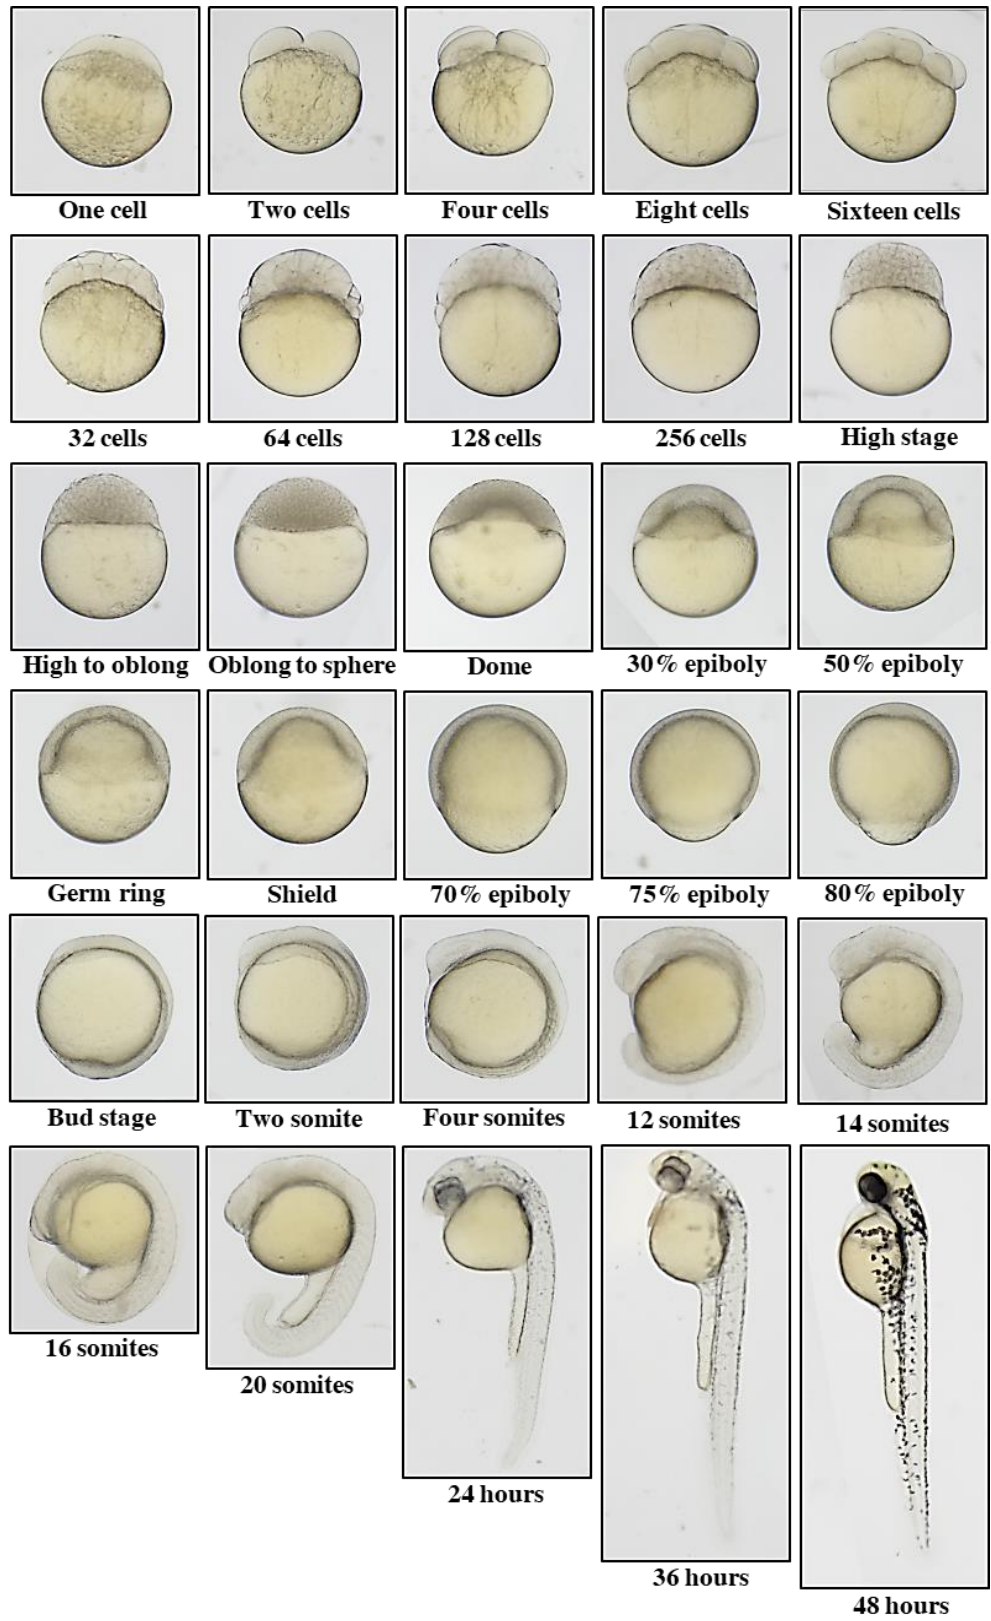 One cell
Two cells
Four cells
Eight cells
Sixteen cells
32 cells
64 cells
128 cells
256 cells
High stage
High to oblong
Oblong to sphere
Dome
30% epiboly
50% epiboly
Germ ring
Shield
70% epiboly
75% epiboly
80% epiboly
Bud stage
Two somite
Four somites
12 somites
14 somites
16 somites
20 somites
24 hours
36 hours
48 hours